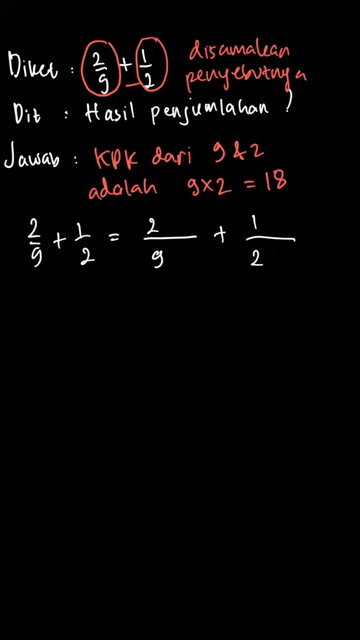 Diket : 2/9 + 1/2 disamakan penyebutnya
Dit : Hasil penjumlahan ?
Jawab : KPK dari 9 & 2
adalah 9 x 2 = 18
2/9 + 1/2 = 2/9 + 1/2